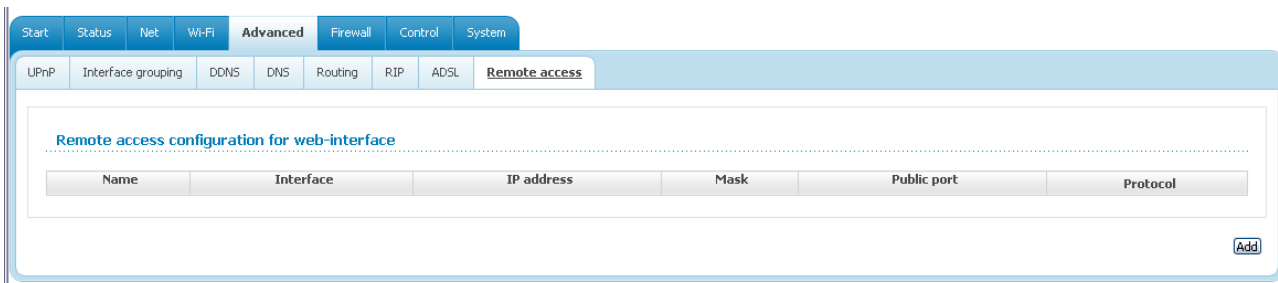 Start Status Net Wi-Fi Advanced Firewall Control System
UPnP Interface grouping DDNS DNS Routing RIP ADSL Remote access
Remote access configuration for web-interface
Name Interface IP address Mask Public port Protocol
Add